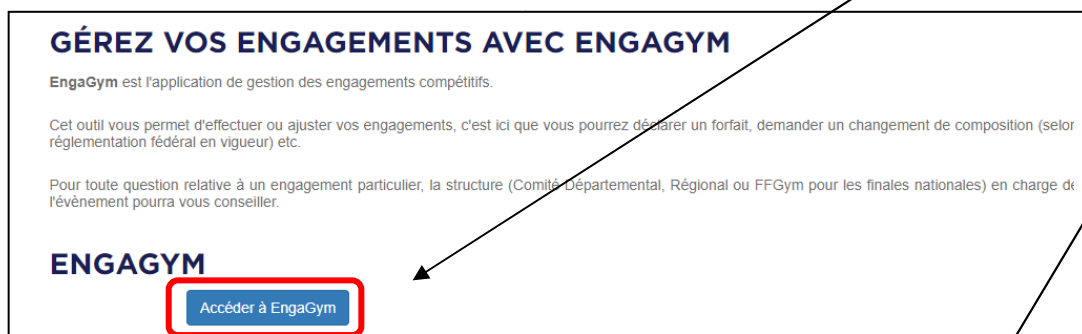 GÉREZ VOS ENGAGEMENTS AVEC ENGAGYM
EngaGym est l'application de gestion des engagements compétitifs.
Cet outil vous permet d'effectuer ou ajuster vos engagements, c'est ici que vous pourrez déclarer un forfait, demander un changement de composition (selon
réglementation fédéral en vigueur) etc.
Pour toute question relative à un engagement particulier, la structure (Comité Départemental, Régional ou FFGym pour les finales nationales) en charge de
l'évènement pourra vous conseiller.
ENGAGYM
Accéder à EngaGym